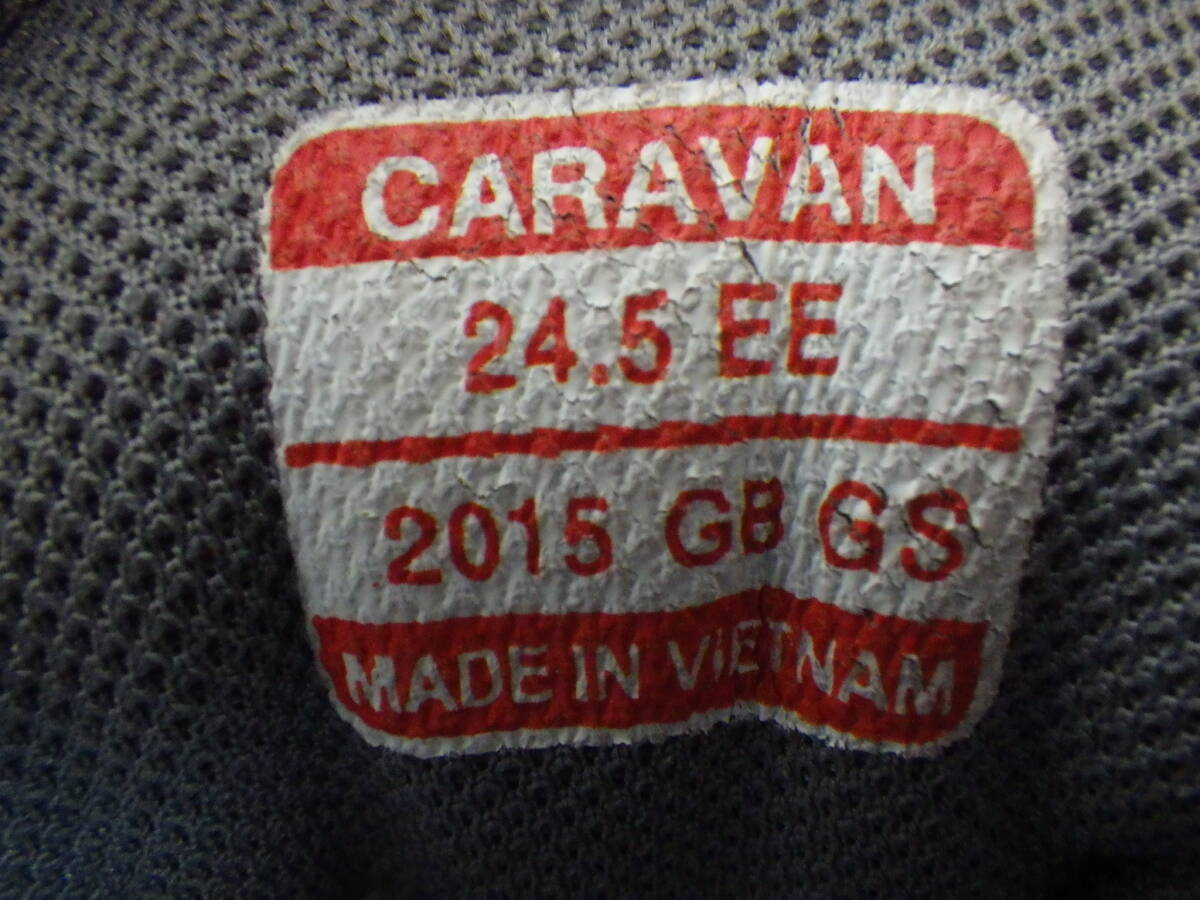 CARAVAN
24.5 EE
2015 GB GS
MADE IN VIETNAM